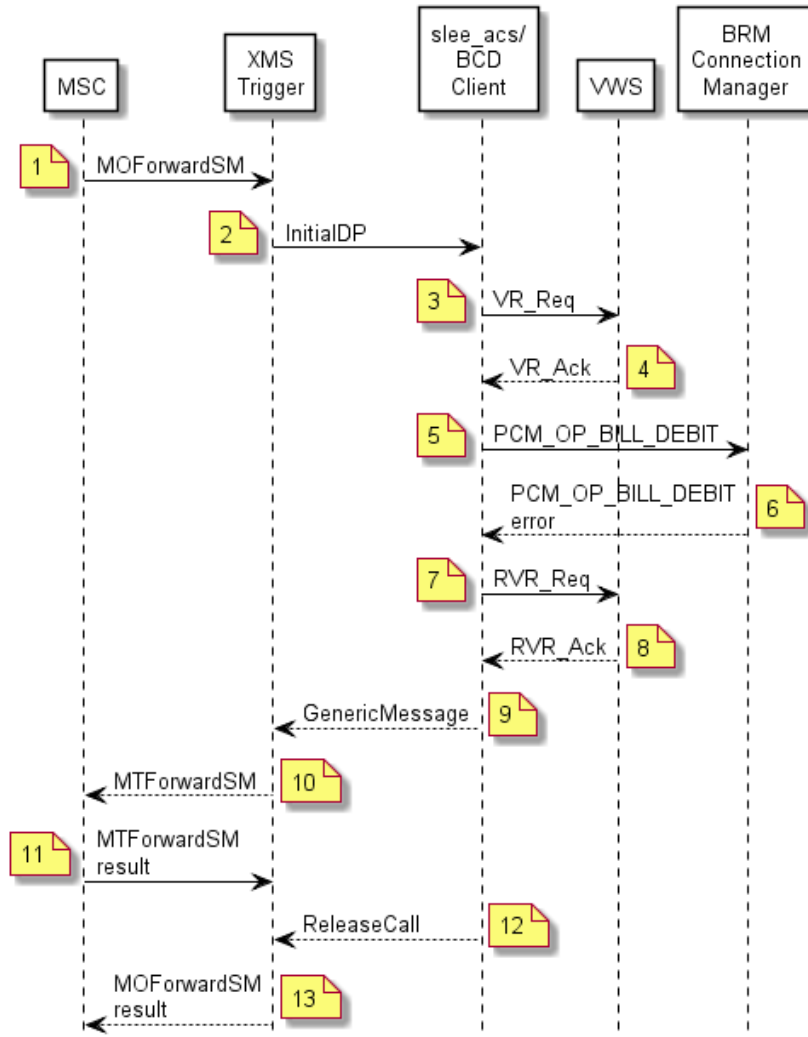 MSC
XMS
Trigger
slee_acs/
BCD
Client
VWS
BRM
Connection
Manager
1
MOForwardSM
2
InitialDP
3
VR_Req
VR_Ack
4
5
PCM_OP_BILL_DEBIT
PCM_OP_BILL_DEBIT
error
6
7
RVR_Req
RVR_Ack
8
GenericMessage
9
MTForwardSM
10
11
MTForwardSM
result
ReleaseCall
12
MOForwardSM
result
13